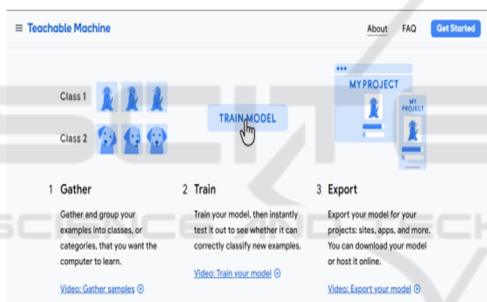 ≡ Teachable Machine
About FAQ Get Started
Class 1
Class 2
TRAIN MODEL
MY PROJECT
MY
PROJECT
1 Gather
Gather and group your
examples into classes, or
categories, that you want the
computer to learn.
Video: Gather samples
2 Train
Train your model, then instantly
test it out to see whether it can
correctly classify new examples.
Video: Train your model
3 Export
Export your model for your
projects: sites, apps, and more.
You can download your model
or host it online.
Video: Export your model